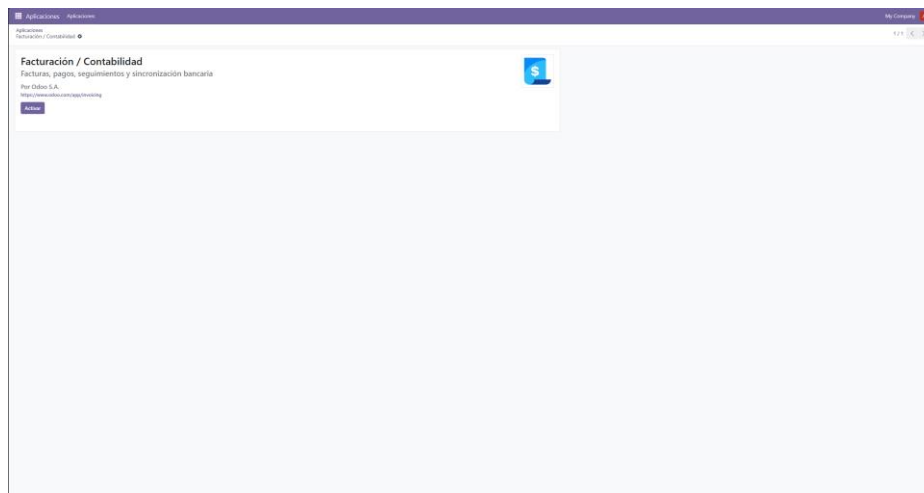 Aplicaciones Aplicaciones My Company
Aplicaciones
Facturación / Contabilidad 1 / 1
Facturación / Contabilidad
Facturas, pagos, seguimientos y sincronización bancaria
Por Odoo S.A.
https://www.odoo.com/app/invoicing
Activar
$